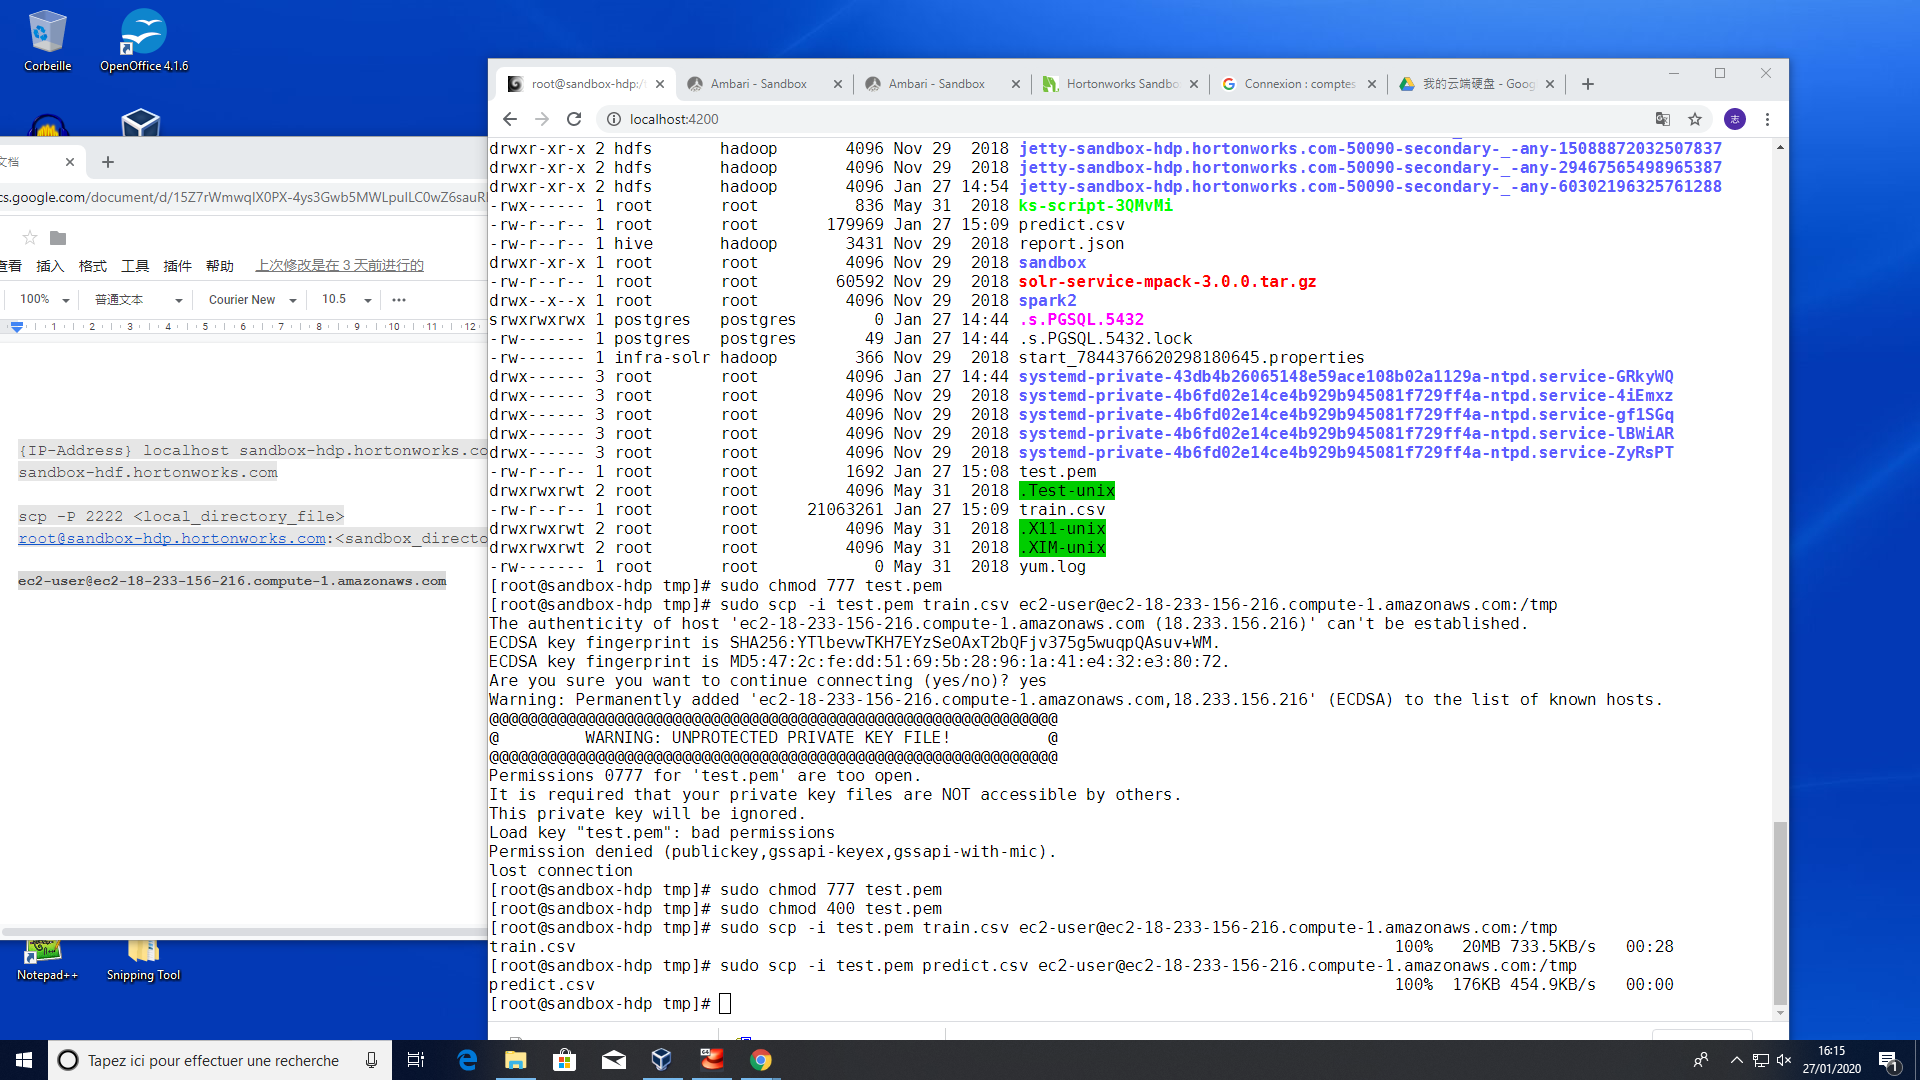 Corbeille
OpenOffice 4.1.6
root@sandbox-hdp:/
Ambari - Sandbox
Ambari - Sandbox
Hortonworks Sandbo
Connexion : comptes
我的云端硬盘 - Goog
localhost:4200
志
文档
cs.google.com/document/d/15Z7rWmwqIX0PX-4ys3Gwb5MWLpulLC0wZ6sauR
查看 插入 格式 工具 插件 帮助 上次修改是在 3 天前进行的
100% 普通文本 Courier New 10.5
1 2 3 4 5 6 7 8 9 10 11 12
{IP-Address} localhost sandbox-hdp.hortonworks.co
sandbox-hdf.hortonworks.com
scp -P 2222 <local_directory_file>
root@sandbox-hdp.hortonworks.com:<sandbox_directo
ec2-user@ec2-18-233-156-216.compute-1.amazonaws.com
drwxr-xr-x 2 hdfs hadoop 4096 Nov 29 2018 jetty-sandbox-hdp.hortonworks.com-50090-secondary-_-any-15088872032507837
drwxr-xr-x 2 hdfs hadoop 4096 Nov 29 2018 jetty-sandbox-hdp.hortonworks.com-50090-secondary-_-any-29467565498965387
drwxr-xr-x 2 hdfs hadoop 4096 Jan 27 14:54 jetty-sandbox-hdp.hortonworks.com-50090-secondary-_-any-60302196325761288
-rwx------ 1 root root 836 May 31 2018 ks-script-3QMvMi
-rw-r--r-- 1 root root 179969 Jan 27 15:09 predict.csv
-rw-r--r-- 1 hive hadoop 3431 Nov 29 2018 report.json
drwxr-xr-x 1 root root 4096 Nov 29 2018 sandbox
-rw-r--r-- 1 root root 60592 Nov 29 2018 solr-service-mpack-3.0.0.tar.gz
drwx--x--x 1 root root 4096 Nov 29 2018 spark2
srwxrwxrwx 1 postgres postgres 0 Jan 27 14:44 .s.PGSQL.5432
-rw------- 1 postgres postgres 49 Jan 27 14:44 .s.PGSQL.5432.lock
-rw------- 1 infra-solr hadoop 366 Nov 29 2018 start_7844376620298180645.properties
drwx------ 3 root root 4096 Jan 27 14:44 systemd-private-43db4b26065148e59ace108b02a1129a-ntpd.service-GRkyWQ
drwx------ 3 root root 4096 Nov 29 2018 systemd-private-4b6fd02e14ce4b929b945081f729ff4a-ntpd.service-4iEmxz
drwx------ 3 root root 4096 Nov 29 2018 systemd-private-4b6fd02e14ce4b929b945081f729ff4a-ntpd.service-gf1SGq
drwx------ 3 root root 4096 Nov 29 2018 systemd-private-4b6fd02e14ce4b929b945081f729ff4a-ntpd.service-lBWiAR
drwx------ 3 root root 4096 Nov 29 2018 systemd-private-4b6fd02e14ce4b929b945081f729ff4a-ntpd.service-ZyRsPT
-rw-r--r-- 1 root root 1692 Jan 27 15:08 test.pem
drwxrwxrwt 2 root root 4096 May 31 2018 .Test-unix
-rw-r--r-- 1 root root 21063261 Jan 27 15:09 train.csv
drwxrwxrwt 2 root root 4096 May 31 2018 .X11-unix
drwxrwxrwt 2 root root 4096 May 31 2018 .XIM-unix
-rw------- 1 root root 0 May 31 2018 yum.log
[root@sandbox-hdp tmp]# sudo chmod 777 test.pem
[root@sandbox-hdp tmp]# sudo scp -i test.pem train.csv ec2-user@ec2-18-233-156-216.compute-1.amazonaws.com:/tmp
The authenticity of host 'ec2-18-233-156-216.compute-1.amazonaws.com (18.233.156.216)' can't be established.
ECDSA key fingerprint is SHA256:YTlbevwTKH7EYzSeOAxT2bQFjv375g5wuqpQAsuv+WM.
ECDSA key fingerprint is MD5:47:2c:fe:dd:51:69:5b:28:96:1a:41:e4:32:e3:80:72.
Are you sure you want to continue connecting (yes/no)? yes
Warning: Permanently added 'ec2-18-233-156-216.compute-1.amazonaws.com,18.233.156.216' (ECDSA) to the list of known hosts.
@@@@@@@@@@@@@@@@@@@@@@@@@@@@@@@@@@@@@@@@@@@@@@@@@@@@@@@@@@@
@ WARNING: UNPROTECTED PRIVATE KEY FILE! @
@@@@@@@@@@@@@@@@@@@@@@@@@@@@@@@@@@@@@@@@@@@@@@@@@@@@@@@@@@@
Permissions 0777 for 'test.pem' are too open.
It is required that your private key files are NOT accessible by others.
This private key will be ignored.
Load key "test.pem": bad permissions
Permission denied (publickey,gssapi-keyex,gssapi-with-mic).
lost connection
[root@sandbox-hdp tmp]# sudo chmod 777 test.pem
[root@sandbox-hdp tmp]# sudo chmod 400 test.pem
[root@sandbox-hdp tmp]# sudo scp -i test.pem train.csv ec2-user@ec2-18-233-156-216.compute-1.amazonaws.com:/tmp
train.csv 100% 20MB 733.5KB/s 00:28
[root@sandbox-hdp tmp]# sudo scp -i test.pem predict.csv ec2-user@ec2-18-233-156-216.compute-1.amazonaws.com:/tmp
predict.csv 100% 176KB 454.9KB/s 00:00
[root@sandbox-hdp tmp]#
Notepad++
Snipping Tool
Tapez ici pour effectuer une recherche
16:15
27/01/2020
1